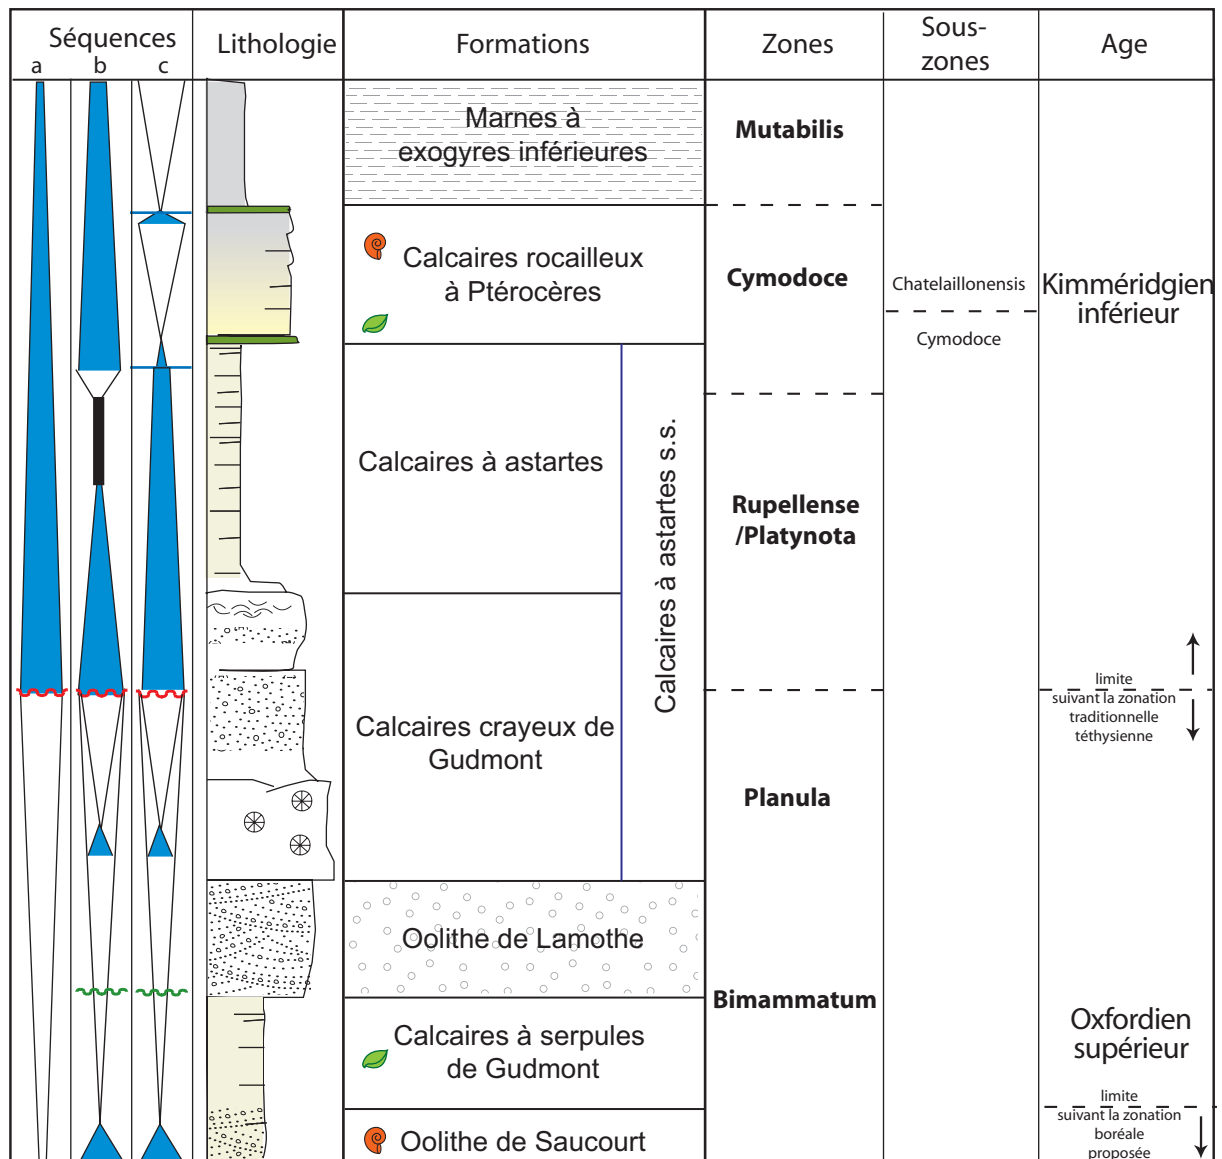 Séquences
a b c
Lithologie
Formations
Zones
Sous-
zones
Age
Marnes à
exogyres inférieures
Calcaires rocailleux
à Ptérocères
Calcaires à astartes
Calcaires crayeux de
Gudmont
Calcaires à astartes s.s.
Oolithe de Lamothe
Calcaires à serpules
de Gudmont
Oolithe de Saucourt
Mutabilis
Cymodoce
Rupellense
/Platynota
Planula
Bimammatum
Chatelaillonensis
Cymodoce
Kimméridgien
inférieur
limite
suivant la zonation
traditionnelle
téthysienne
Oxfordien
supérieur
limite
suivant la zonation
boréale
proposée